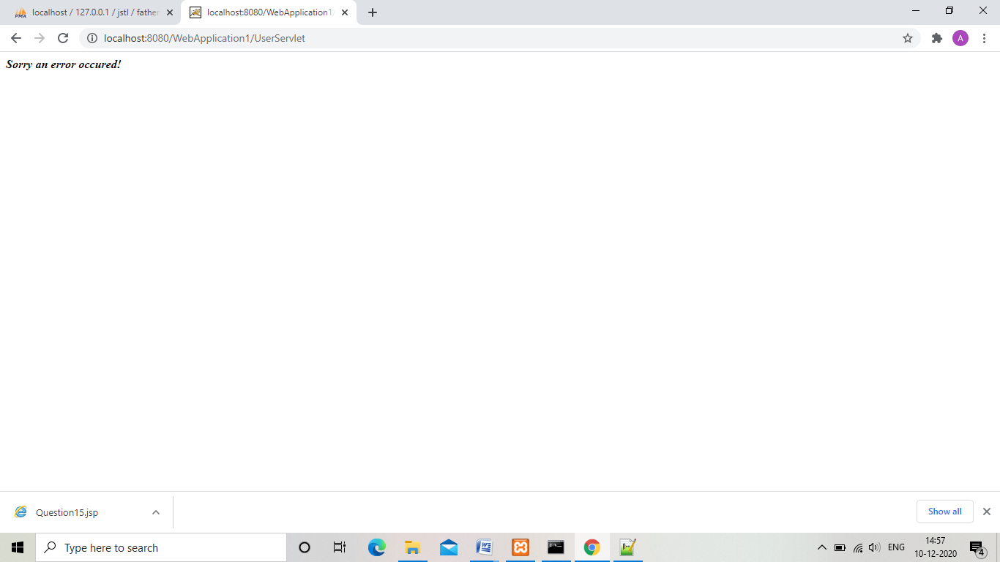 localhost / 127.0.0.1 / jstl / father
localhost:8080/WebApplication1/
localhost:8080/WebApplication1/UserServlet
A
Sorry an error occured!
Question15.jsp
Show all
Type here to search
ENG
14:57
10-12-2020
4